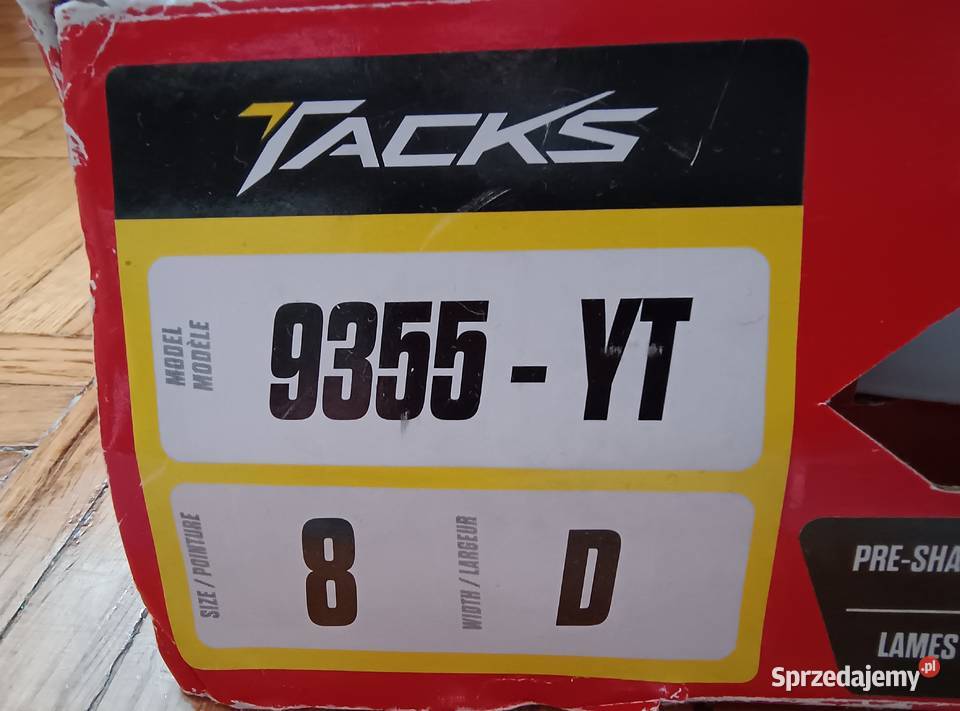 TACKS
MODEL
MODÈLE
9355 - YT
SIZE / POINTURE
8
WIDTH / LARGEUR
D
PRE-SHA
LAMES
Sprzedajemy.pl